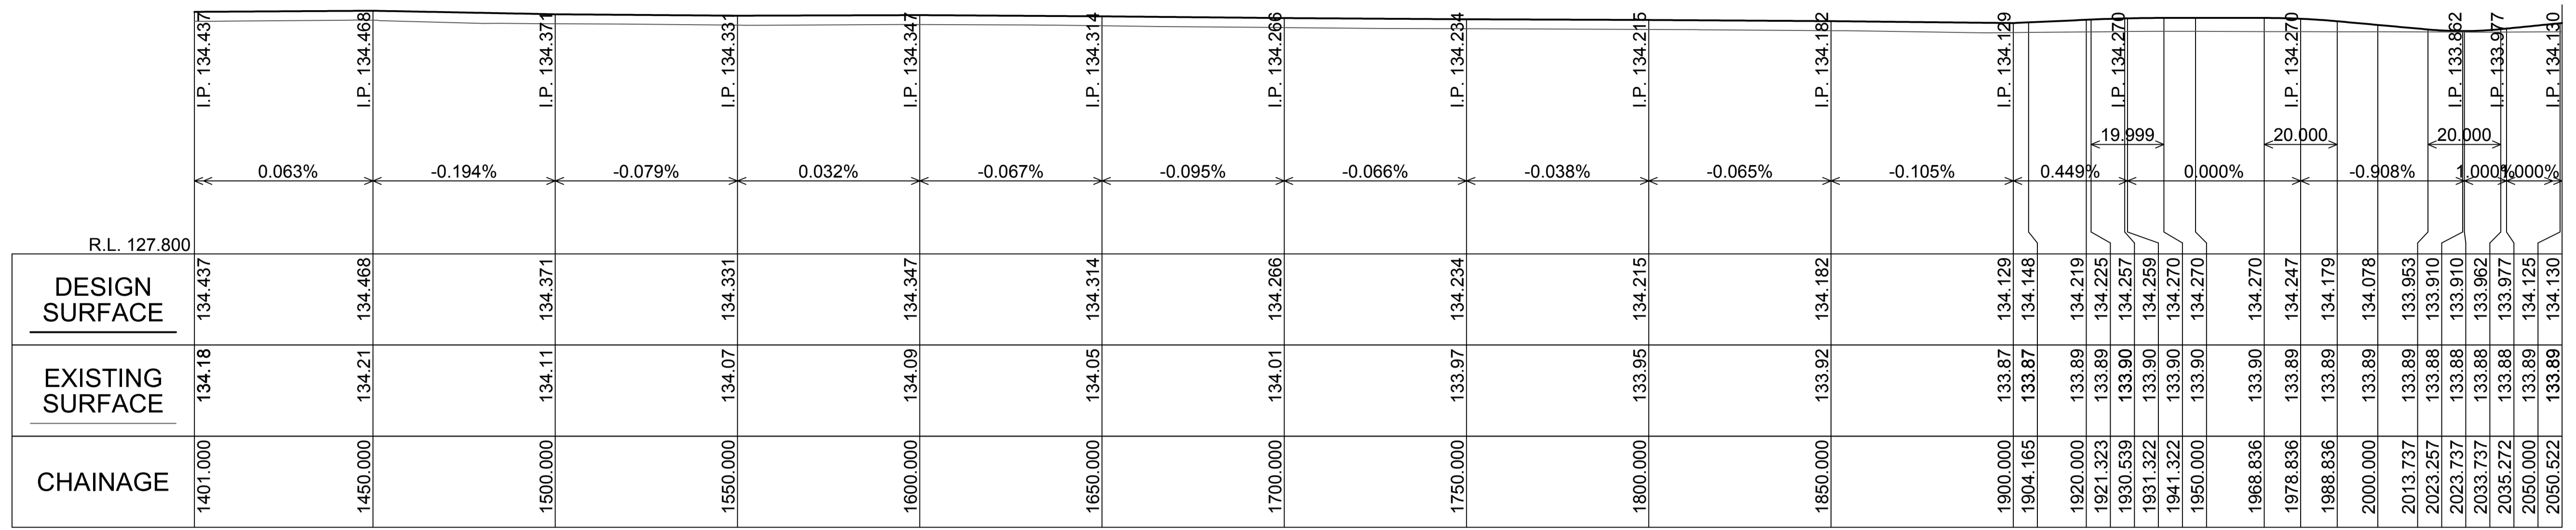 I.P. 134.437 I.P. 134.468 I.P. 134.371 I.P. 134.331 I.P. 134.347 I.P. 134.314 I.P. 134.266 I.P. 134.234 I.P. 134.215 I.P. 134.182 I.P. 134.129 I.P. 134.270 I.P. 134.270 I.P. 133.862 I.P. 133.977 I.P. 134.130
19.999 20.000 20.000
0.063% -0.194% -0.079% 0.032% -0.067% -0.095% -0.066% -0.038% -0.065% -0.105% 0.449% 0.000% -0.908% 1.000% 1.000%
R.L. 127.800
DESIGN
SURFACE
134.437 134.468 134.371 134.331 134.347 134.314 134.266 134.234 134.215 134.182 134.129 134.148 134.219 134.225 134.257 134.259 134.270 134.270 134.270 134.247 134.179 134.078 133.953 133.910 133.910 133.962 133.977 134.125 134.130
EXISTING
SURFACE
134.18 134.21 134.11 134.07 134.09 134.05 134.01 133.97 133.95 133.92 133.87 133.87 133.89 133.89 133.90 133.90 133.90 133.90 133.90 133.89 133.89 133.89 133.89 133.88 133.88 133.88 133.88 133.89 133.89
CHAINAGE
1401.000 1450.000 1500.000 1550.000 1600.000 1650.000 1700.000 1750.000 1800.000 1850.000 1900.000 1904.165 1920.000 1921.323 1930.539 1931.322 1941.322 1950.000 1968.836 1978.836 1988.836 2000.000 2013.737 2023.257 2023.737 2033.737 2035.272 2050.000 2050.522